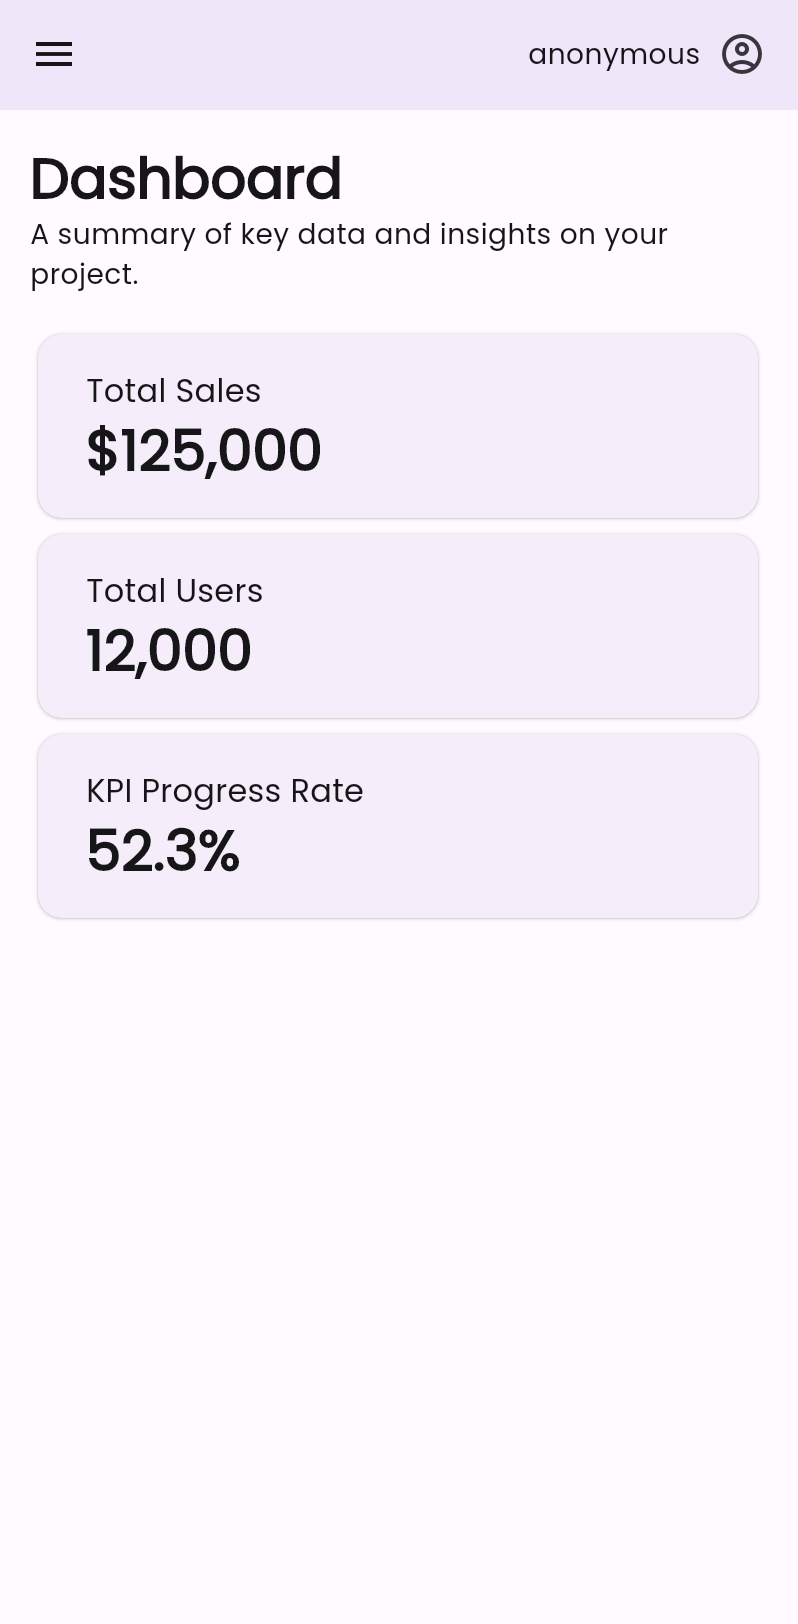 anonymous
Dashboard
A summary of key data and insights on your
project.
Total Sales
$125,000
Total Users
12,000
KPI Progress Rate
52.3%